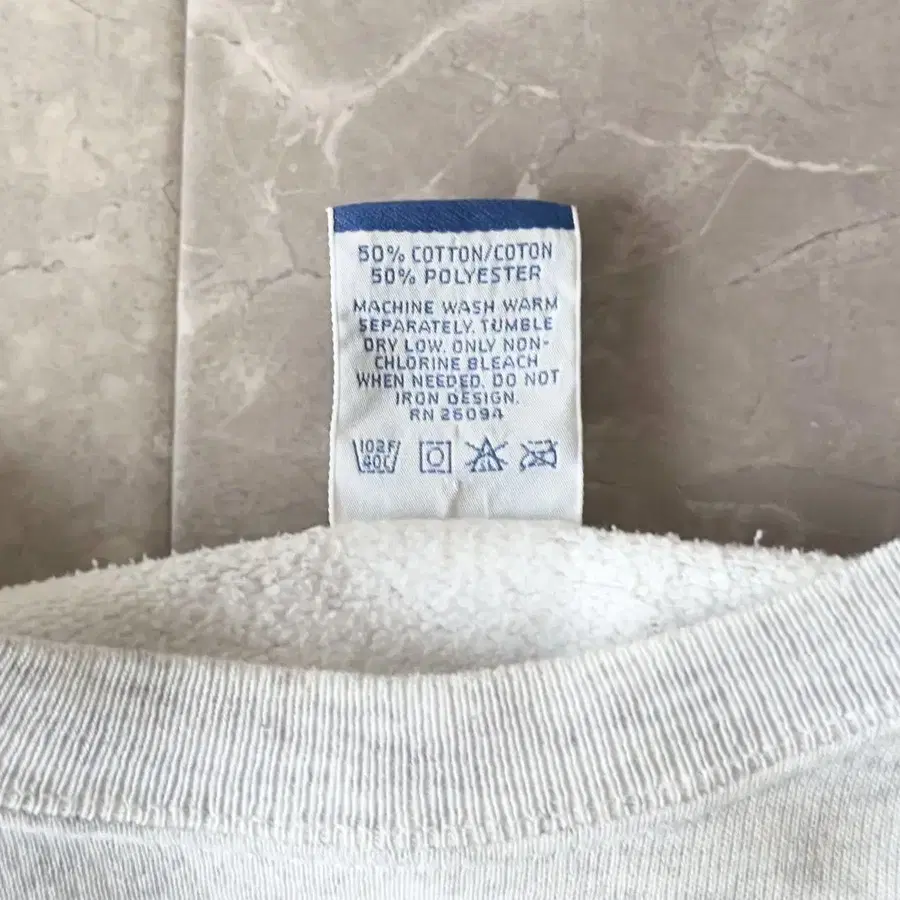 50% COTTON/COTON
50% POLYESTER
MACHINE WASH WARM
SEPARATELY. TUMBLE
DRY LOW. ONLY NON-
CHLORINE BLEACH
WHEN NEEDED. DO NOT
IRON DESIGN.
RN 26094
102F
40C